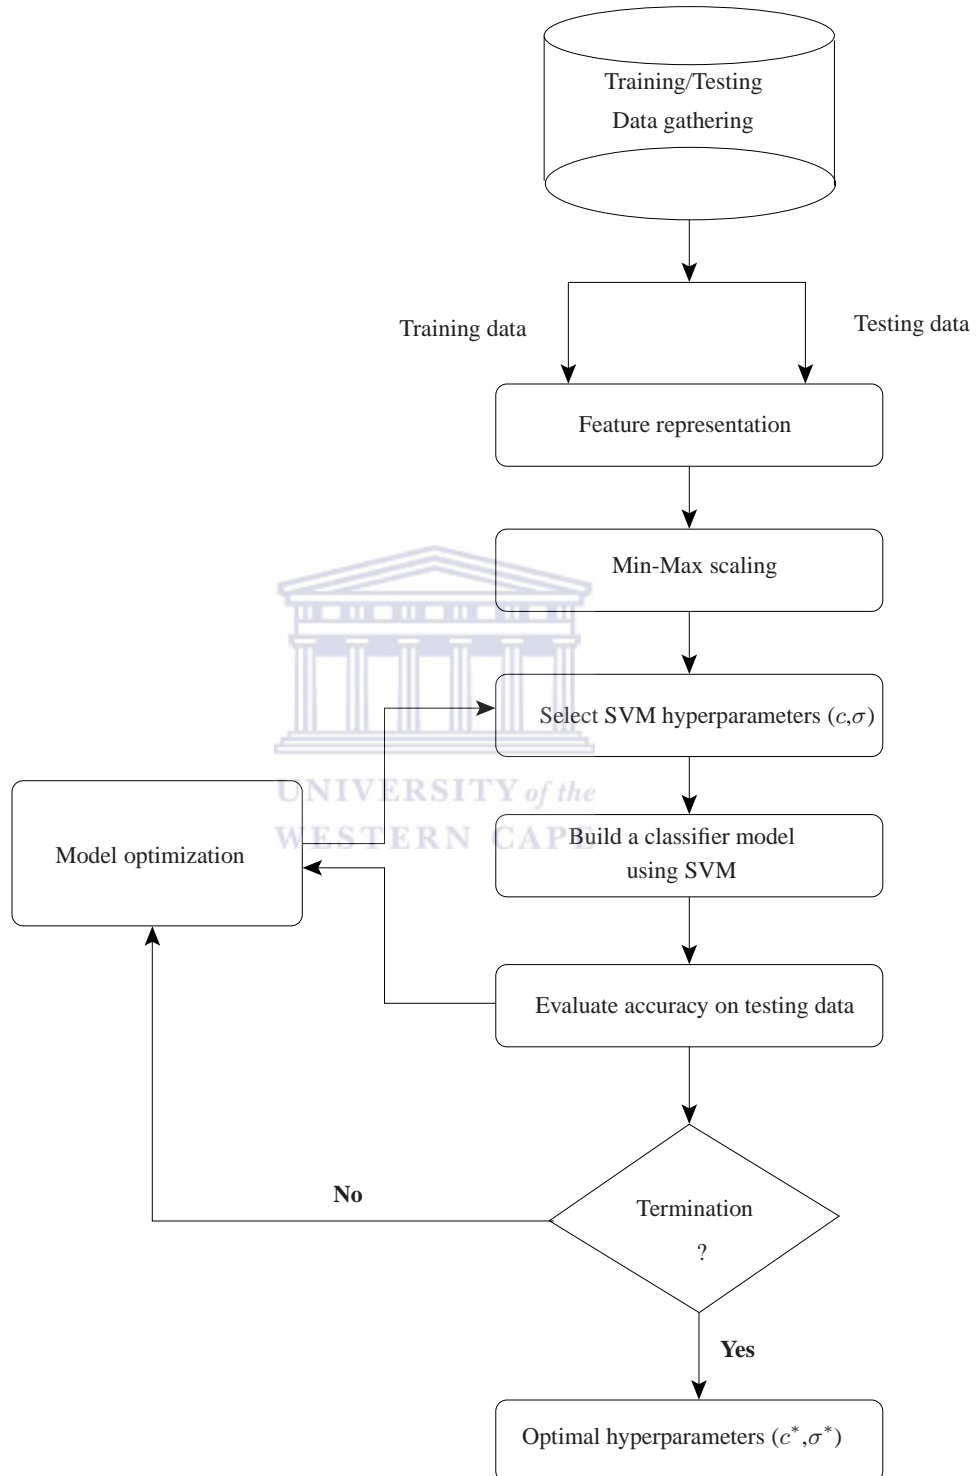 Training/Testing
Data gathering
Training data
Testing data
Feature representation
Min-Max scaling
Select SVM hyperparameters (c,σ)
UNIVERSITY of the
WESTERN CAPE
Build a classifier model
using SVM
Model optimization
Evaluate accuracy on testing data
No
Termination
?
Yes
Optimal hyperparameters (c*,σ*)